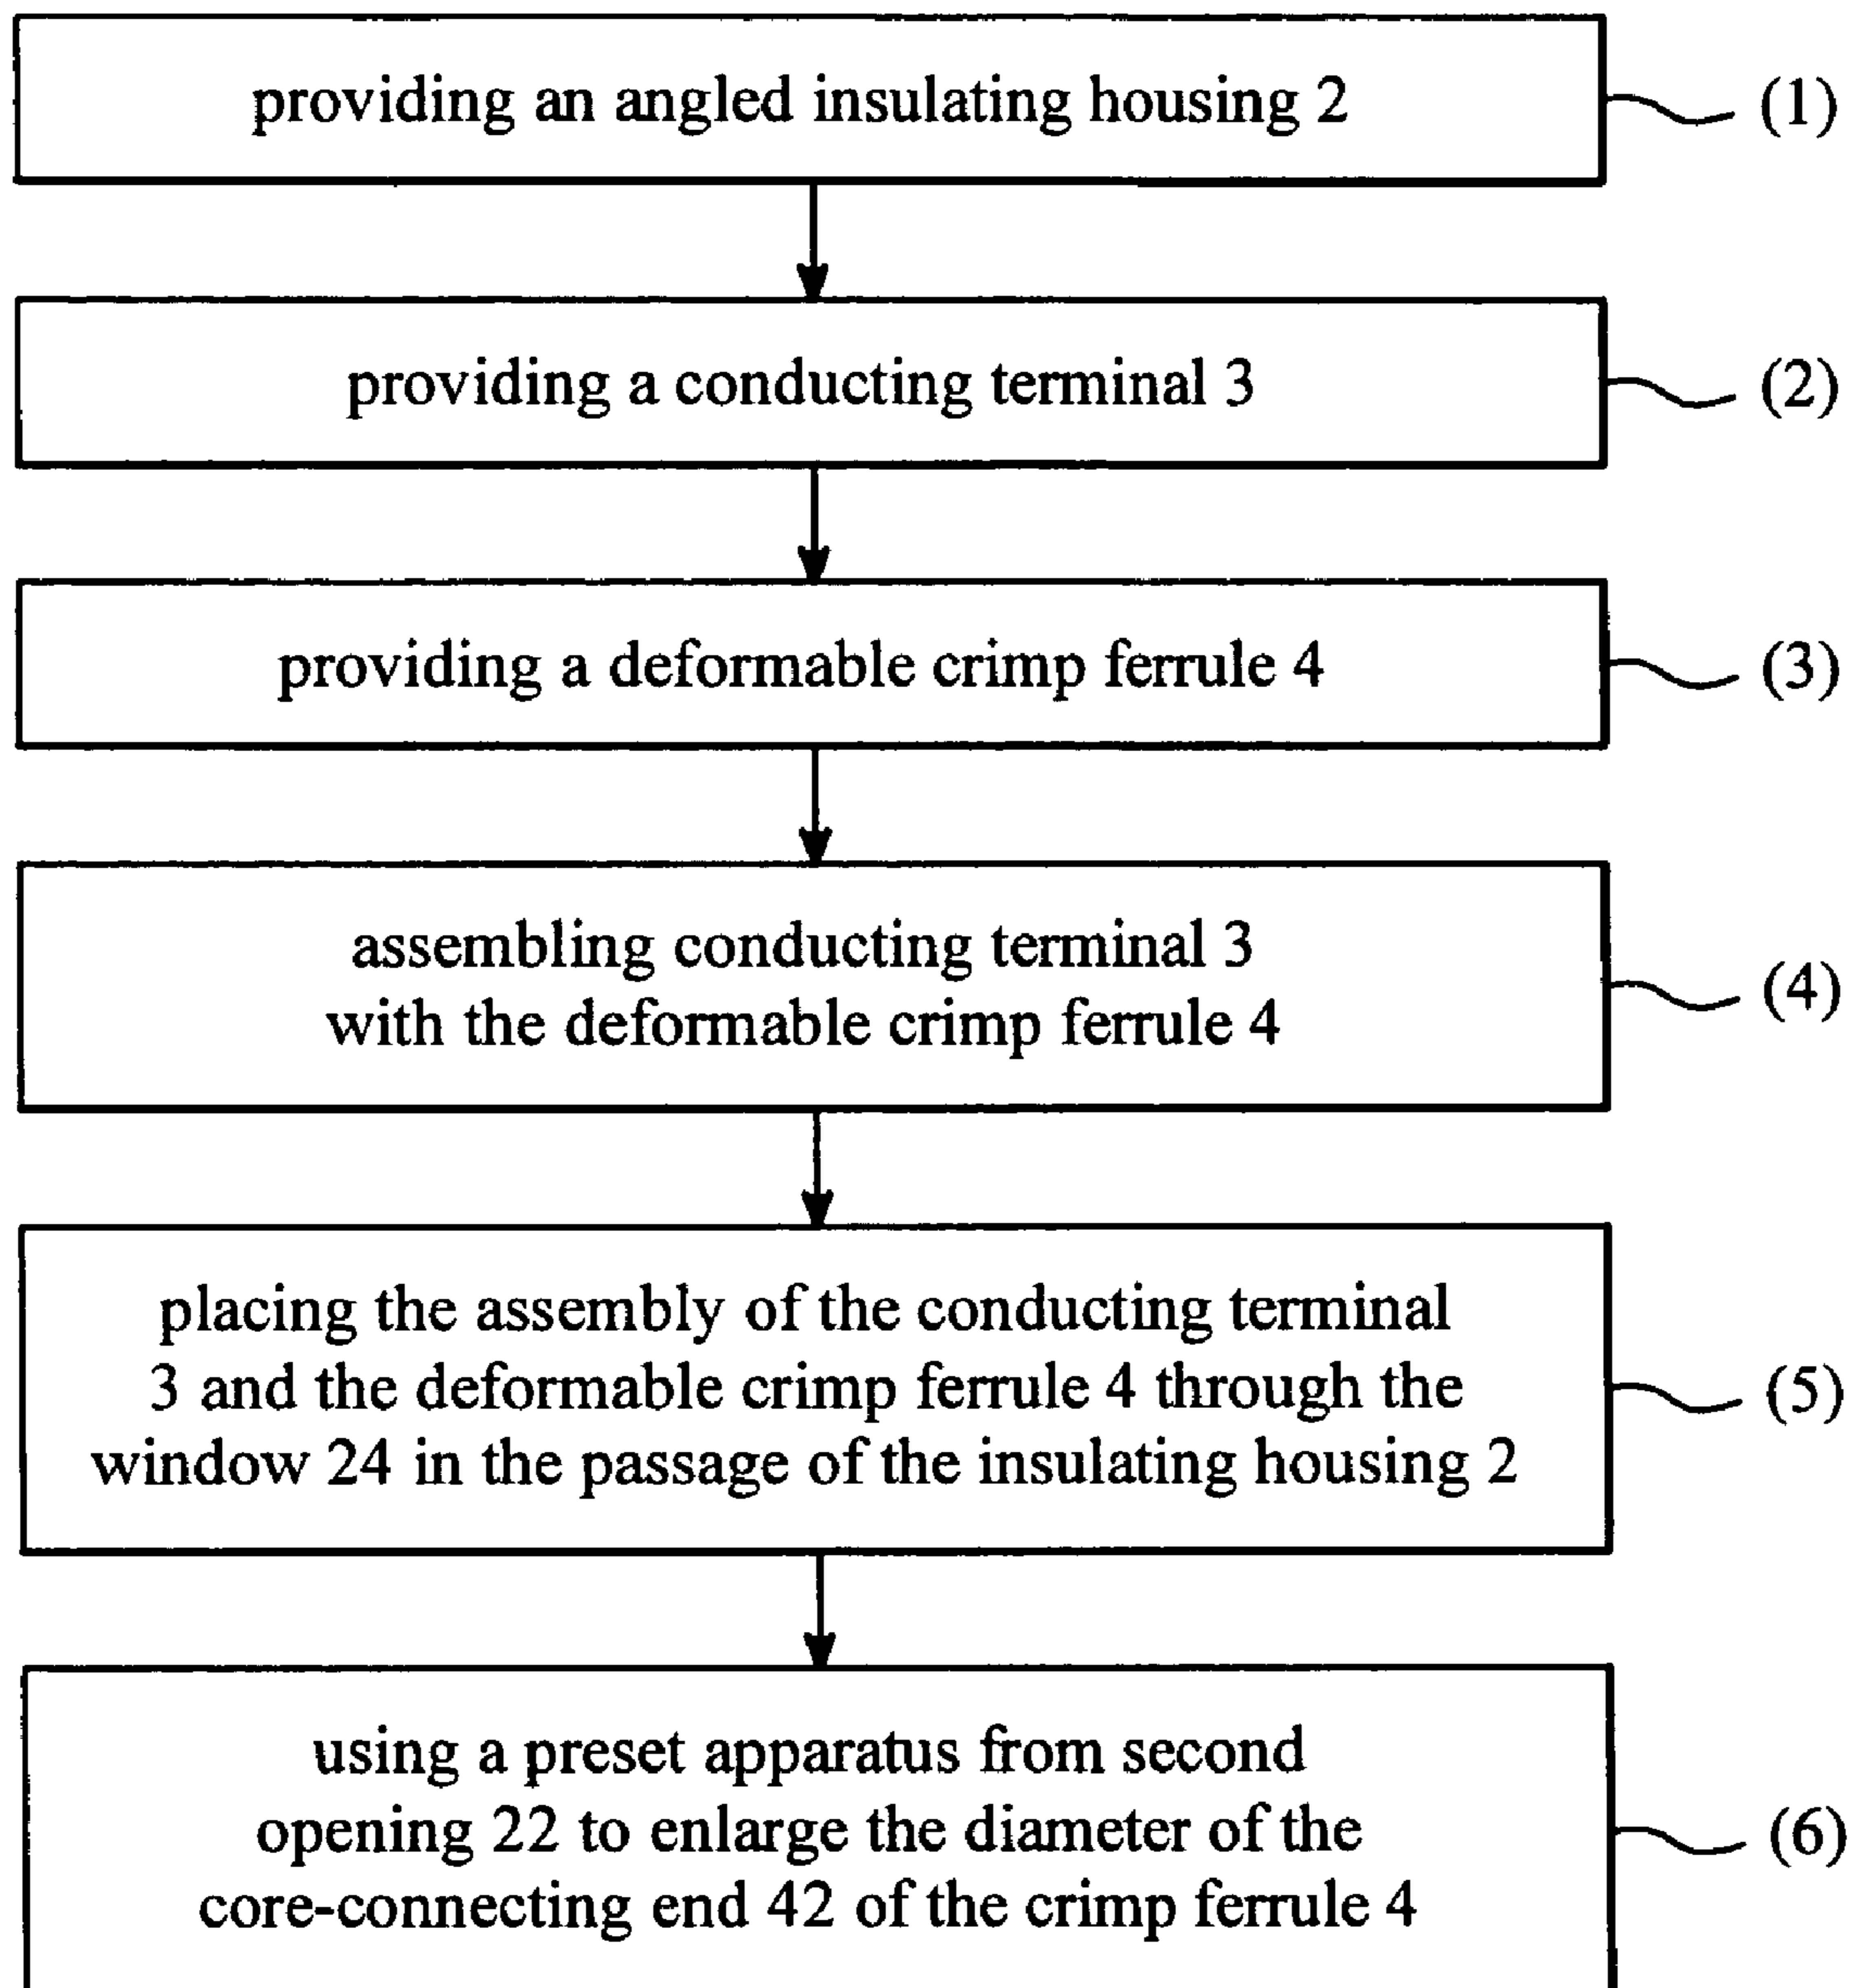 providing an angled insulating housing 2
(1)
providing a conducting terminal 3
(2)
providing a deformable crimp ferrule 4
(3)
assembling conducting terminal 3
with the deformable crimp ferrule 4
(4)
placing the assembly of the conducting terminal
3 and the deformable crimp ferrule 4 through the
window 24 in the passage of the insulating housing 2
(5)
using a preset apparatus from second
opening 22 to enlarge the diameter of the
core-connecting end 42 of the crimp ferrule 4
(6)